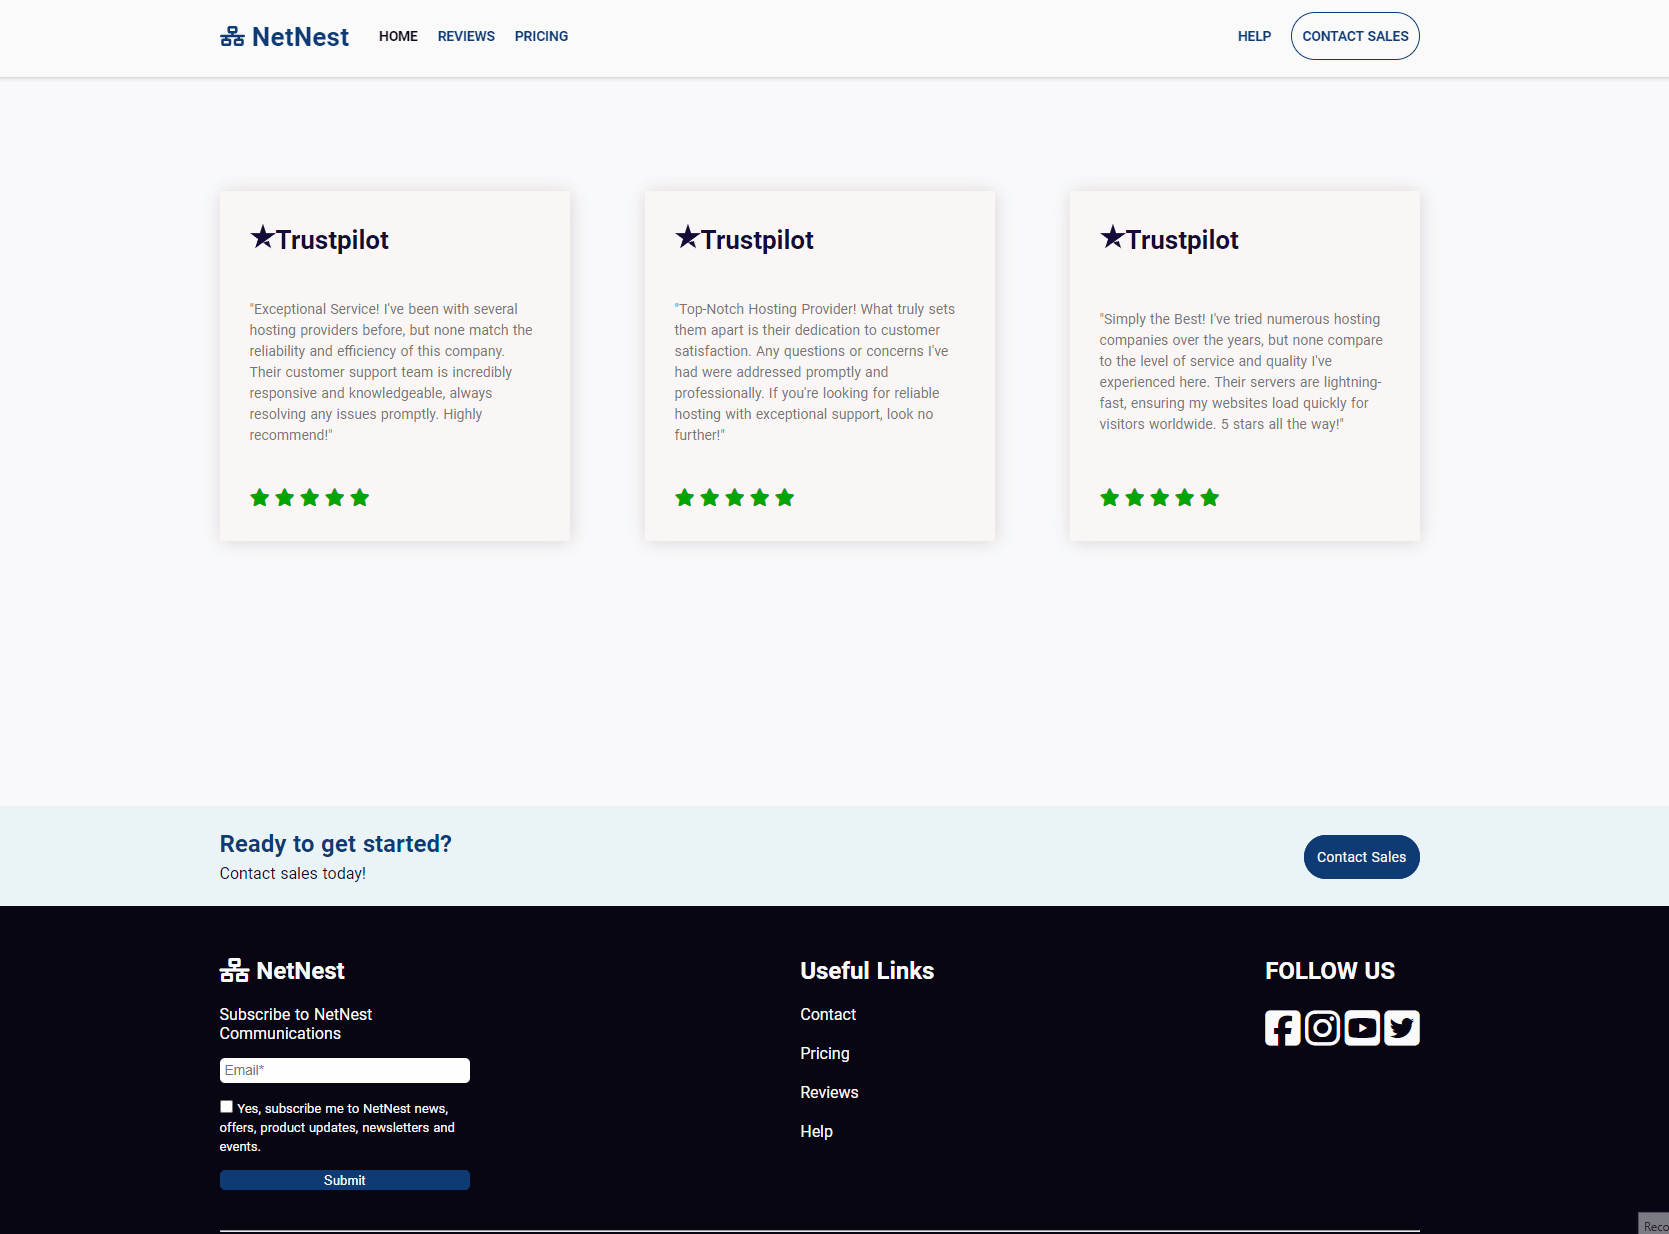 NetNest
HOME
REVIEWS
PRICING
HELP
CONTACT SALES
Trustpilot
"Exceptional Service! I've been with several
hosting providers before, but none match the
reliability and efficiency of this company.
Their customer support team is incredibly
responsive and knowledgeable, always
resolving any issues promptly. Highly
recommend!"
Trustpilot
"Top-Notch Hosting Provider! What truly sets
them apart is their dedication to customer
satisfaction. Any questions or concerns I've
had were addressed promptly and
professionally. If you're looking for reliable
hosting with exceptional support, look no
further!"
Trustpilot
"Simply the Best! I've tried numerous hosting
companies over the years, but none compare
to the level of service and quality I've
experienced here. Their servers are lightning-
fast, ensuring my websites load quickly for
visitors worldwide. 5 stars all the way!"
Ready to get started?
Contact sales today!
Contact Sales
NetNest
Subscribe to NetNest
Communications
Email*
Yes, subscribe me to NetNest news,
offers, product updates, newsletters and
events.
Submit
Useful Links
Contact
Pricing
Reviews
Help
FOLLOW US
Reco